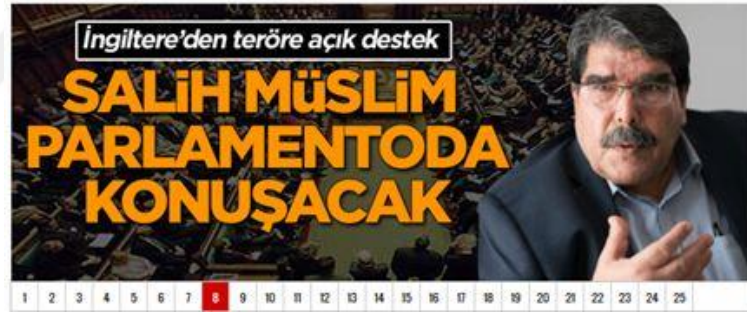 İngiltere'den teröre açık destek
SALİH MÜSLİM
PARLAMENTODA
KONUŞACAK
1 2 3 4 5 6 7 8 9 10 11 12 13 14 15 16 17 18 19 20 21 22 23 24 25